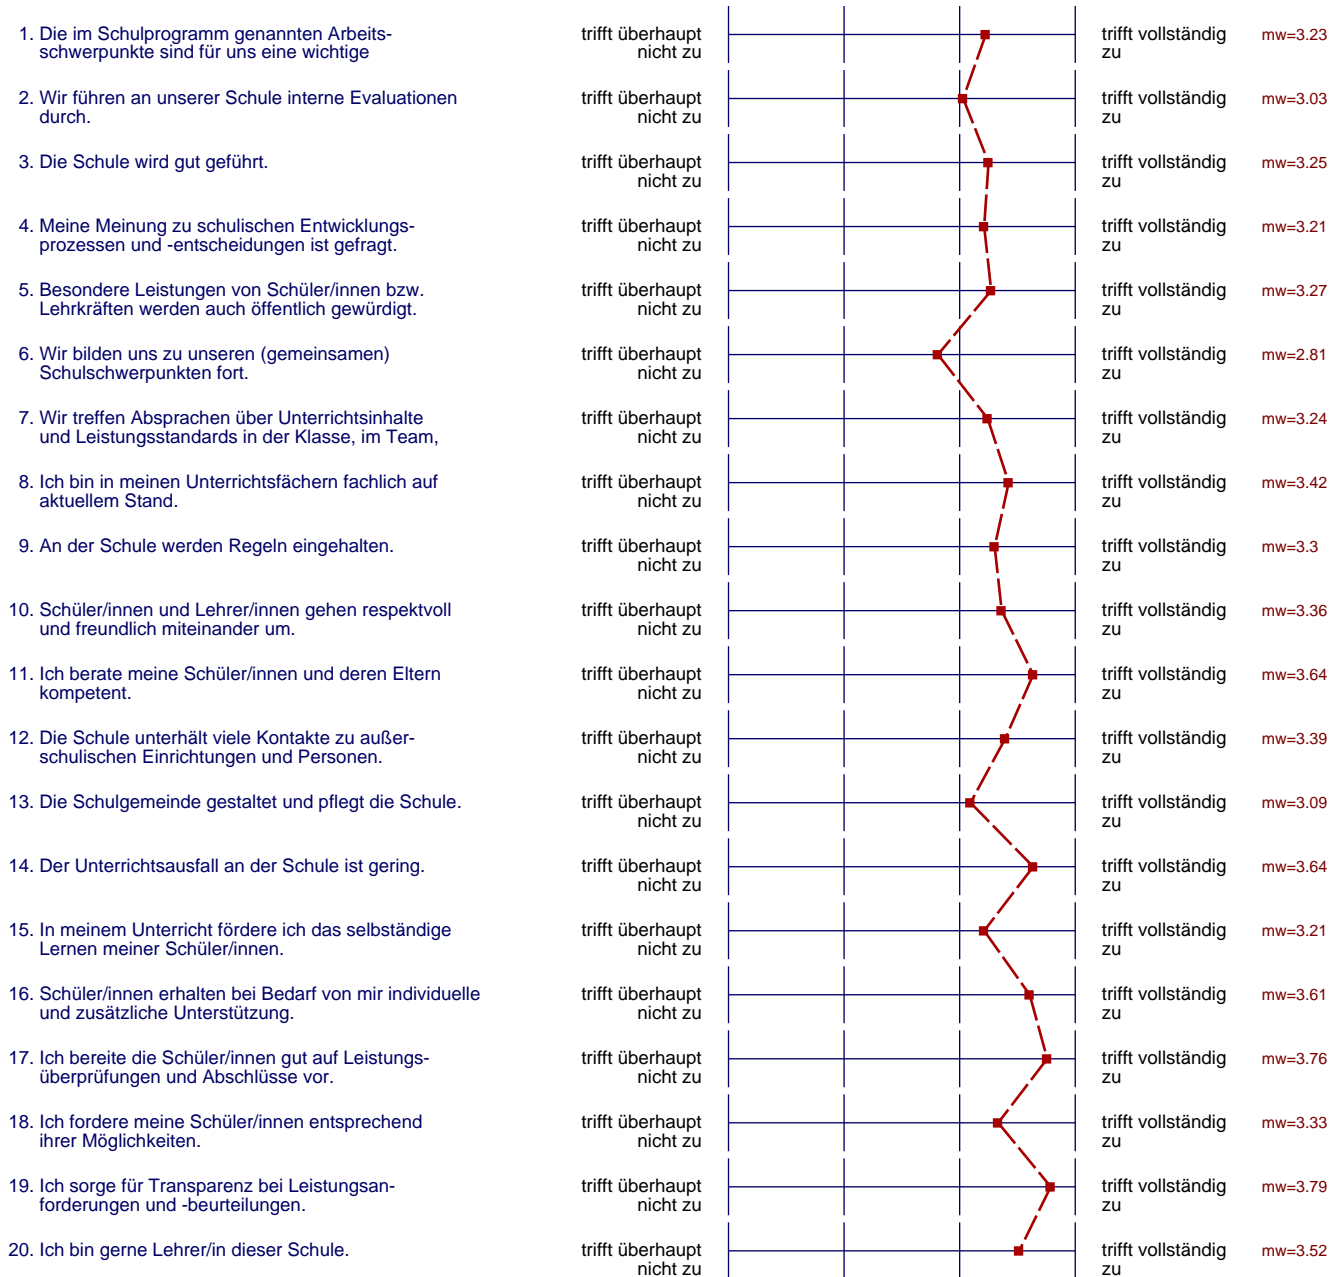 1. Die im Schulprogramm genannten Arbeits-
schwerpunkte sind für uns eine wichtige
trifft überhaupt
nicht zu
trifft vollständig
zu
mw=3.23
2. Wir führen an unserer Schule interne Evaluationen
durch.
trifft überhaupt
nicht zu
trifft vollständig
zu
mw=3.03
3. Die Schule wird gut geführt.
trifft überhaupt
nicht zu
trifft vollständig
zu
mw=3.25
4. Meine Meinung zu schulischen Entwicklungs-
prozessen und -entscheidungen ist gefragt.
trifft überhaupt
nicht zu
trifft vollständig
zu
mw=3.21
5. Besondere Leistungen von Schüler/innen bzw.
Lehrkräften werden auch öffentlich gewürdigt.
trifft überhaupt
nicht zu
trifft vollständig
zu
mw=3.27
6. Wir bilden uns zu unseren (gemeinsamen)
Schulschwerpunkten fort.
trifft überhaupt
nicht zu
trifft vollständig
zu
mw=2.81
7. Wir treffen Absprachen über Unterrichtsinhalte
und Leistungsstandards in der Klasse, im Team,
trifft überhaupt
nicht zu
trifft vollständig
zu
mw=3.24
8. Ich bin in meinen Unterrichtsfächern fachlich auf
aktuellem Stand.
trifft überhaupt
nicht zu
trifft vollständig
zu
mw=3.42
9. An der Schule werden Regeln eingehalten.
trifft überhaupt
nicht zu
trifft vollständig
zu
mw=3.3
10. Schüler/innen und Lehrer/innen gehen respektvoll
und freundlich miteinander um.
trifft überhaupt
nicht zu
trifft vollständig
zu
mw=3.36
11. Ich berate meine Schüler/innen und deren Eltern
kompetent.
trifft überhaupt
nicht zu
trifft vollständig
zu
mw=3.64
12. Die Schule unterhält viele Kontakte zu außer-
schulischen Einrichtungen und Personen.
trifft überhaupt
nicht zu
trifft vollständig
zu
mw=3.39
13. Die Schulgemeinde gestaltet und pflegt die Schule.
trifft überhaupt
nicht zu
trifft vollständig
zu
mw=3.09
14. Der Unterrichtsausfall an der Schule ist gering.
trifft überhaupt
nicht zu
trifft vollständig
zu
mw=3.64
15. In meinem Unterricht fördere ich das selbständige
Lernen meiner Schüler/innen.
trifft überhaupt
nicht zu
trifft vollständig
zu
mw=3.21
16. Schüler/innen erhalten bei Bedarf von mir individuelle
und zusätzliche Unterstützung.
trifft überhaupt
nicht zu
trifft vollständig
zu
mw=3.61
17. Ich bereite die Schüler/innen gut auf Leistungs-
überprüfungen und Abschlüsse vor.
trifft überhaupt
nicht zu
trifft vollständig
zu
mw=3.76
18. Ich fordere meine Schüler/innen entsprechend
ihrer Möglichkeiten.
trifft überhaupt
nicht zu
trifft vollständig
zu
mw=3.33
19. Ich sorge für Transparenz bei Leistungsan-
forderungen und -beurteilungen.
trifft überhaupt
nicht zu
trifft vollständig
zu
mw=3.79
20. Ich bin gerne Lehrer/in dieser Schule.
trifft überhaupt
nicht zu
trifft vollständig
zu
mw=3.52